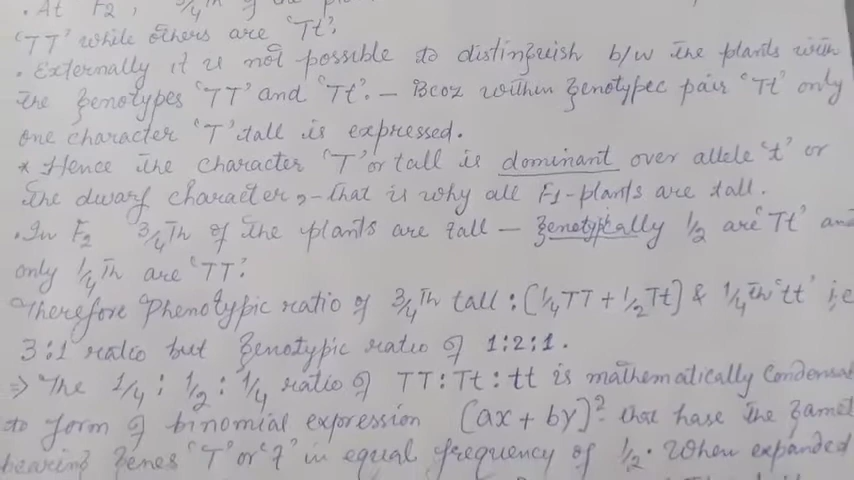 . At F2, 3/4th of the
'TT' while others are 'Tt'.
. Externally it is not possible to distinguish b/w the plants with
the genotypes 'TT' and 'Tt'. - Bcoz within genotypec pair 'Tt' only
one character 'T' tall is expressed.
* Hence the character 'T' or tall is dominant over allele 't' or
the dwarf character, - that is why all F1-plants are tall.
. In F2 3/4th of the plants are tall - genotypically 1/2 are 'Tt' and
only 1/4th are 'TT'.
Therefore Phenotypic ratio of 3/4th tall : (1/4 TT + 1/2 Tt) & 1/4th 'tt' i.e
3:1 ratio but genotypic ratio of 1:2:1.
⇒ The 1/4 : 1/2 : 1/4 ratio of TT : Tt : tt is mathematically condensed
to form of binomial expression (ax + by)² that have the gamet
bearing genes 'T' or 't' in equal frequency of 1/2. When expanded